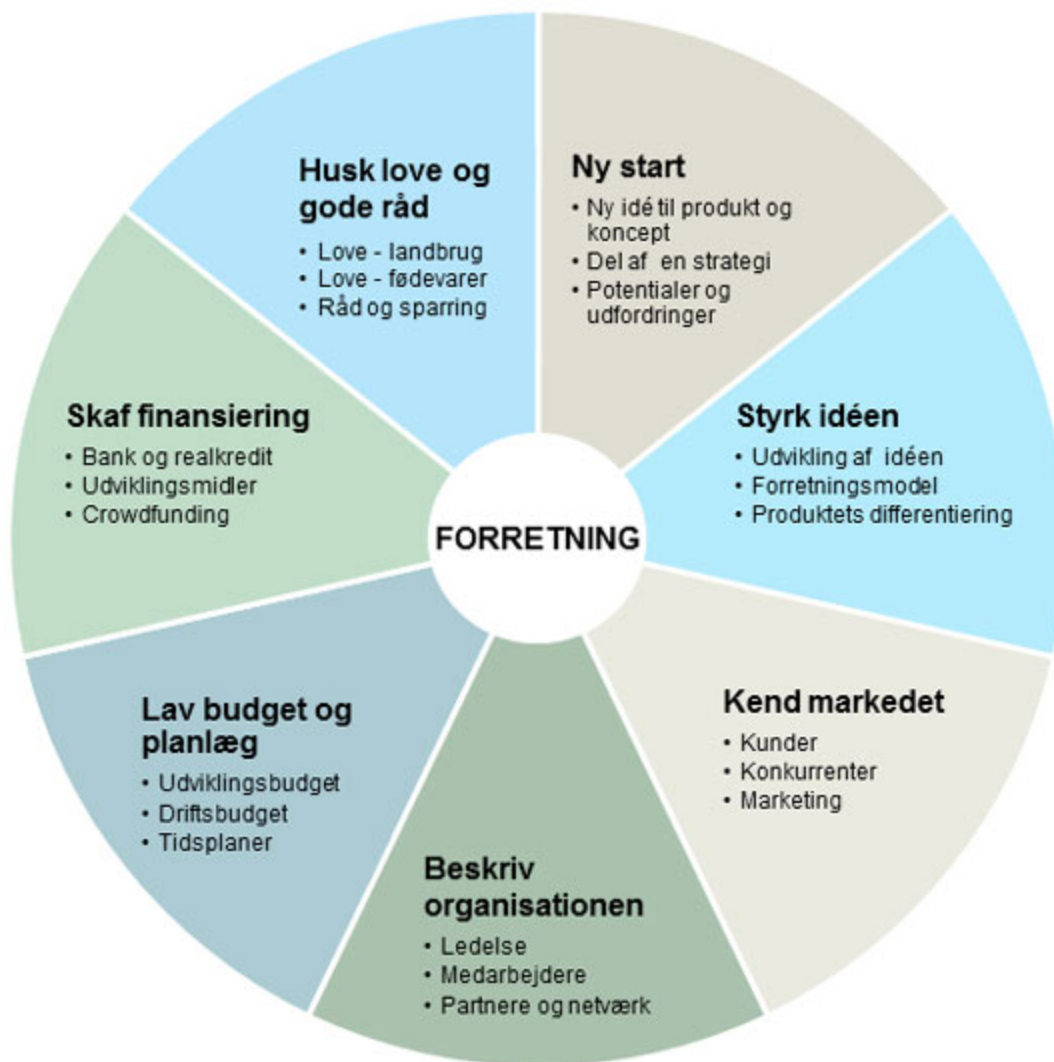 Ny start
• Ny idé til produkt og
koncept
• Del af en strategi
• Potentialer og
udfordringer
Styrk idéen
• Udvikling af idéen
• Forretningsmodel
• Produktets differentiering
Kend markedet
• Kunder
• Konkurrenter
• Marketing
Beskriv
organisationen
• Ledelse
• Medarbejdere
• Partnere og netværk
Lav budget og
planlæg
• Udviklingsbudget
• Driftsbudget
• Tidsplaner
Skaf finansiering
• Bank og realkredit
• Udviklingsmidler
• Crowdfunding
Husk love og
gode råd
• Love - landbrug
• Love - fødevarer
• Råd og sparring
FORRETNING